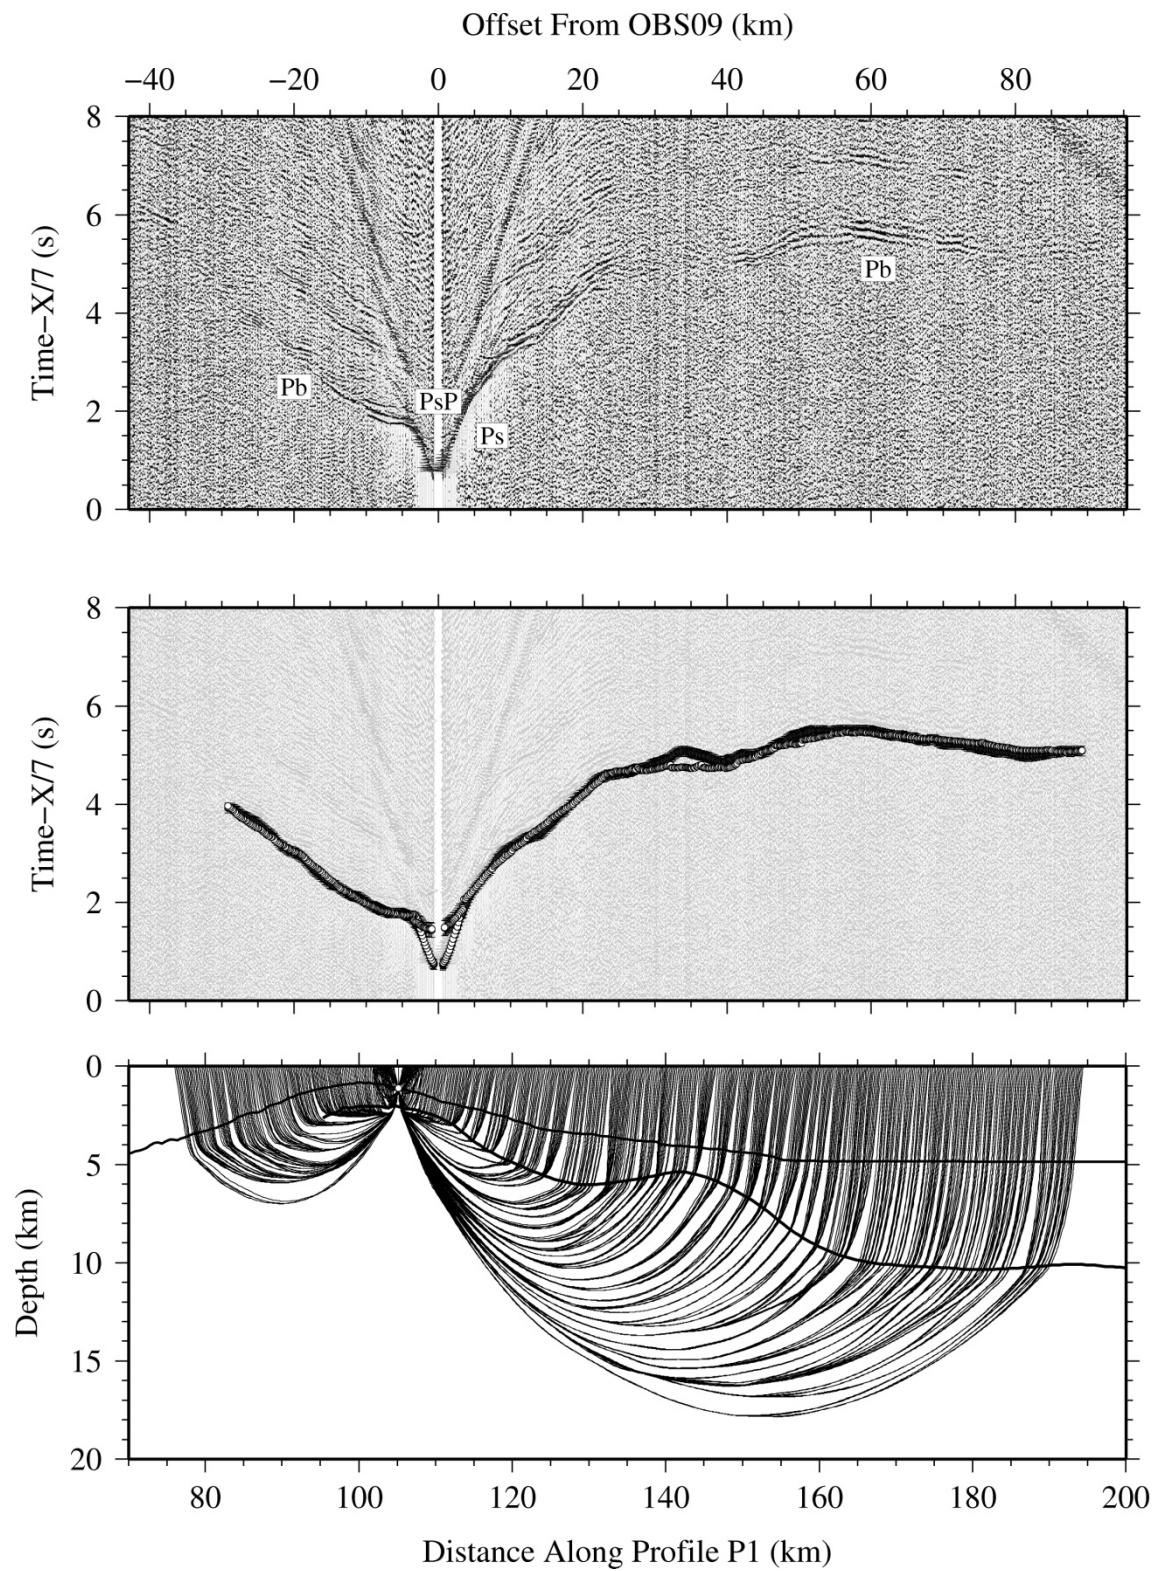 Offset From OBS09 (km)
−40 −20 0 20 40 60 80
8
6
4
2
0
Time−X/7 (s)
Pb
PsP
Ps
Pb
8
6
4
2
0
Time−X/7 (s)
0
5
10
15
20
Depth (km)
80 100 120 140 160 180 200
Distance Along Profile P1 (km)